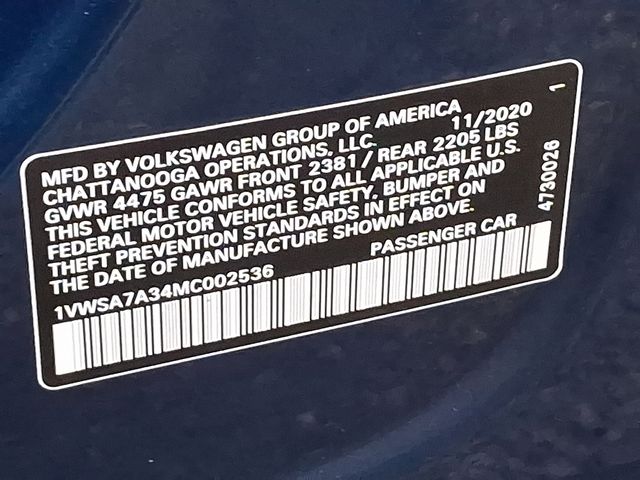 MFD BY VOLKSWAGEN GROUP OF AMERICA
CHATTANOOGA OPERATIONS, LLC. 11/2020
GVWR 4475 GAWR FRONT 2381 / REAR 2205 LBS
THIS VEHICLE CONFORMS TO ALL APPLICABLE U.S.
FEDERAL MOTOR VEHICLE SAFETY, BUMPER AND
THEFT PREVENTION STANDARDS IN EFFECT ON
THE DATE OF MANUFACTURE SHOWN ABOVE.
1VWSA7A34MC002536 PASSENGER CAR
4730026 1